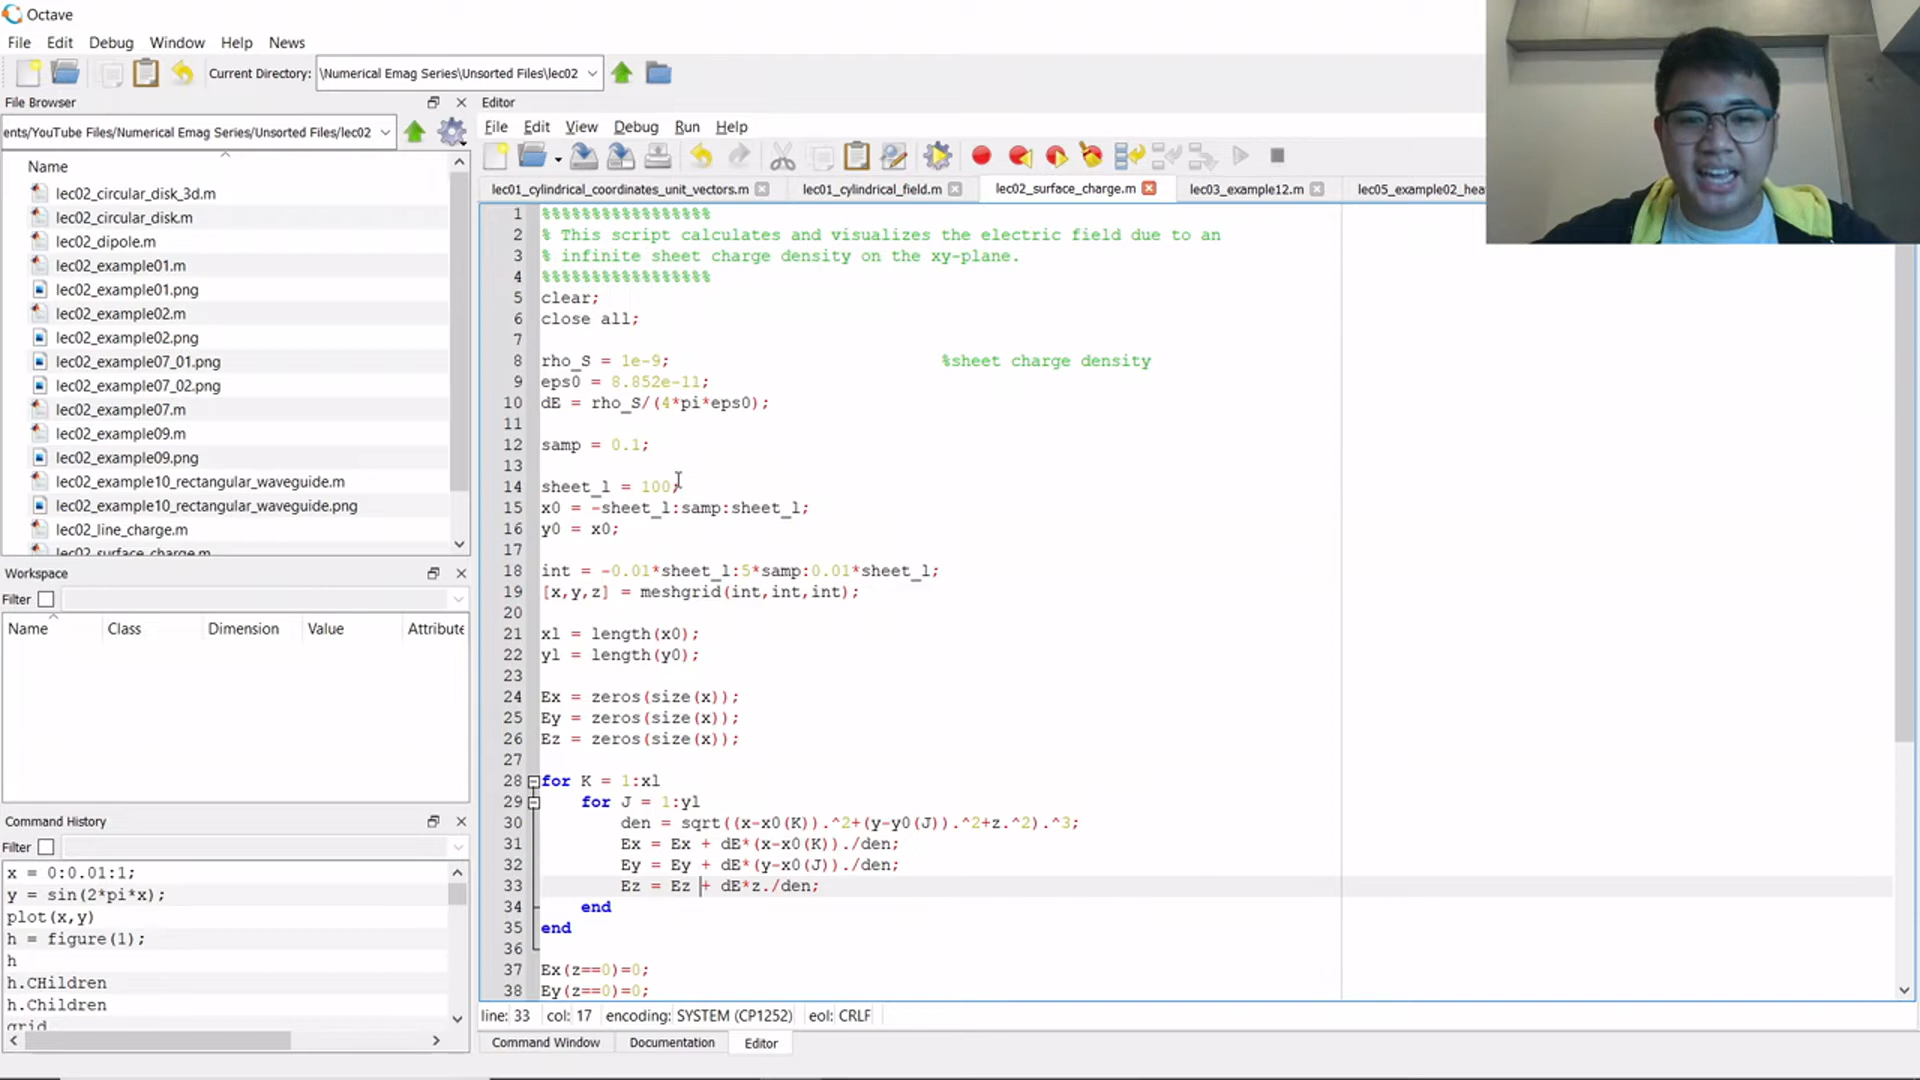 Octave
File Edit Debug Window Help News
Current Directory: \Numerical Emag Series\Unsorted Files\lec02
File Browser
ents/YouTube Files/Numerical Emag Series/Unsorted Files/lec02
Name
lec02_circular_disk_3d.m
lec02_circular_disk.m
lec02_dipole.m
lec02_example01.m
lec02_example01.png
lec02_example02.m
lec02_example02.png
lec02_example07_01.png
lec02_example07_02.png
lec02_example07.m
lec02_example09.m
lec02_example09.png
lec02_example10_rectangular_waveguide.m
lec02_example10_rectangular_waveguide.png
lec02_line_charge.m
lec02_surface_charge.m
Workspace
Filter
Name Class Dimension Value Attribute
Command History
Filter
x = 0:0.01:1;
y = sin(2*pi*x);
plot(x,y)
h = figure(1);
h
h.CHildren
h.Children
grid
Editor
File Edit View Debug Run Help
lec01_cylindrical_coordinates_unit_vectors.m lec01_cylindrical_field.m lec02_surface_charge.m lec03_example12.m lec05_example02_hea
1 %%%%%%%%%%%%%%%%%
2 % This script calculates and visualizes the electric field due to an
3 % infinite sheet charge density on the xy-plane.
4 %%%%%%%%%%%%%%%%%
5 clear;
6 close all;
7
8 rho_S = 1e-9; %sheet charge density
9 eps0 = 8.852e-11;
10 dE = rho_S/(4*pi*eps0);
11
12 samp = 0.1;
13
14 sheet_l = 100;
15 x0 = -sheet_l:samp:sheet_l;
16 y0 = x0;
17
18 int = -0.01*sheet_l:5*samp:0.01*sheet_l;
19 [x,y,z] = meshgrid(int,int,int);
20
21 xl = length(x0);
22 yl = length(y0);
23
24 Ex = zeros(size(x));
25 Ey = zeros(size(x));
26 Ez = zeros(size(x));
27
28 for K = 1:xl
29 for J = 1:yl
30 den = sqrt((x-x0(K)).^2+(y-y0(J)).^2+z.^2).^3;
31 Ex = Ex + dE*(x-x0(K))./den;
32 Ey = Ey + dE*(y-x0(J))./den;
33 Ez = Ez + dE*z./den;
34 end
35 end
36
37 Ex(z==0)=0;
38 Ey(z==0)=0;
line: 33 col: 17 encoding: SYSTEM (CP1252) eol: CRLF
Command Window Documentation Editor